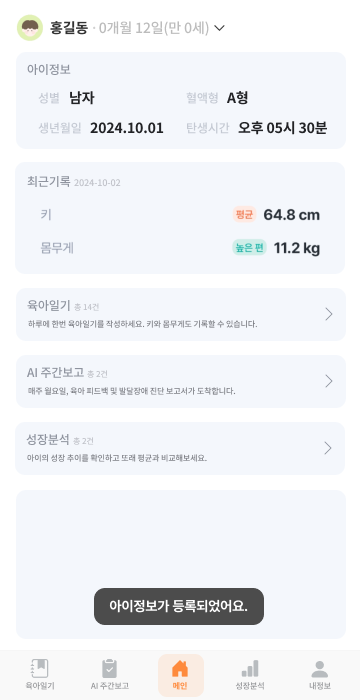 홍길동 · 0개월 12일(만 0세)
아이정보
성별 남자 혈액형 A형
생년월일 2024.10.01 탄생시간 오후 05시 30분
최근기록 2024-10-02
키 평균 64.8 cm
몸무게 높은 편 11.2 kg
육아일기 총 14건
하루에 한번 육아일기를 작성하세요. 키와 몸무게도 기록할 수 있습니다.
AI 주간보고 총 2건
매주 월요일, 육아 피드백 및 발달장애 진단 보고서가 도착합니다.
성장분석 총 2건
아이의 성장 추이를 확인하고 또래 평균과 비교해보세요.
아이정보가 등록되었어요.
육아일기 AI 주간보고 메인 성장분석 내정보